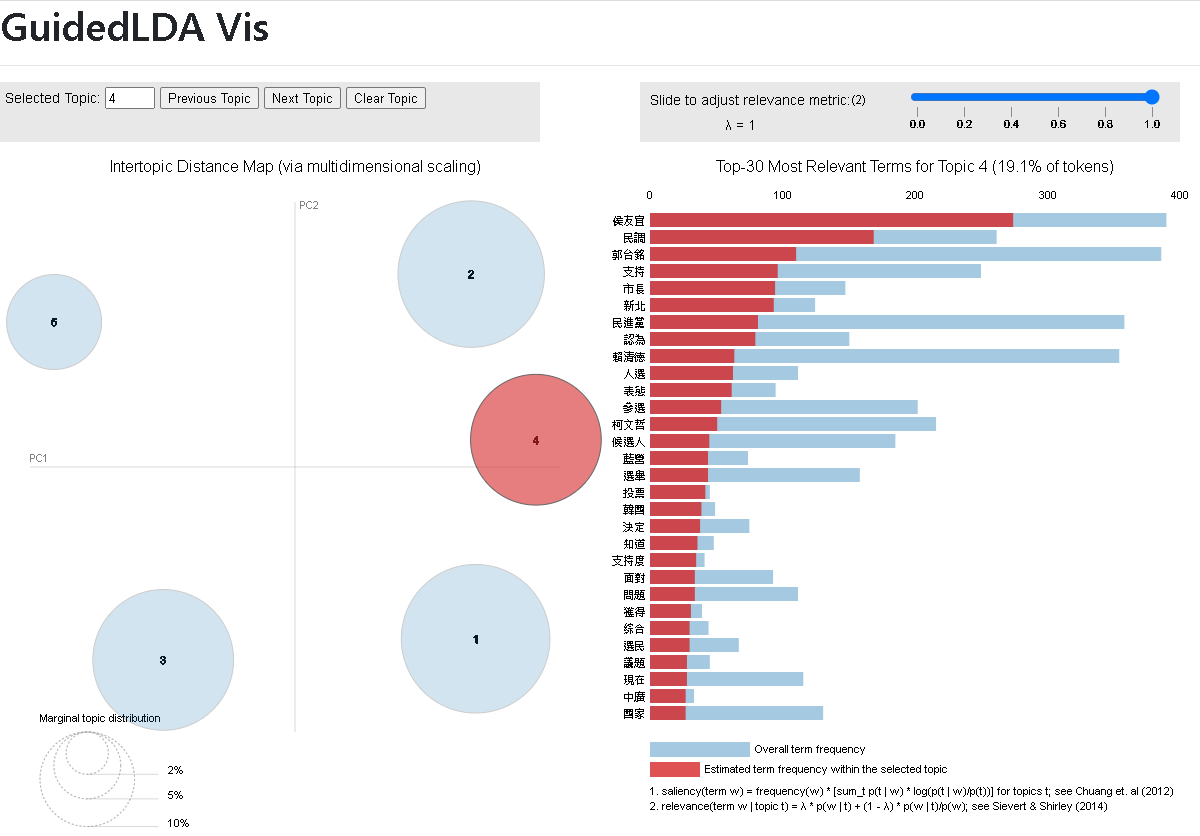 GuidedLDA Vis
Selected Topic: 4 Previous Topic Next Topic Clear Topic
Slide to adjust relevance metric:(2)
λ = 1
0.0 0.2 0.4 0.6 0.8 1.0
Intertopic Distance Map (via multidimensional scaling)
PC2
PC1
2
5
4
1
3
Marginal topic distribution
2%
5%
10%
Top-30 Most Relevant Terms for Topic 4 (19.1% of tokens)
0 100 200 300 400
侯友宜
民調
郭台銘
支持
市長
新北
民進黨
認為
賴清德
人選
表態
參選
柯文哲
候選人
藍營
選舉
投票
韓國
決定
知道
支持度
面對
問題
獲得
综合
選民
議題
現在
中廣
國家
Overall term frequency
Estimated term frequency within the selected topic
1. saliency(term w) = frequency(w) * [sum_t p(t | w) * log(p(t | w)/p(t))] for topics t; see Chuang et. al (2012)
2. relevance(term w | topic t) = λ * p(w | t) + (1 - λ) * p(w | t)/p(w); see Sievert & Shirley (2014)